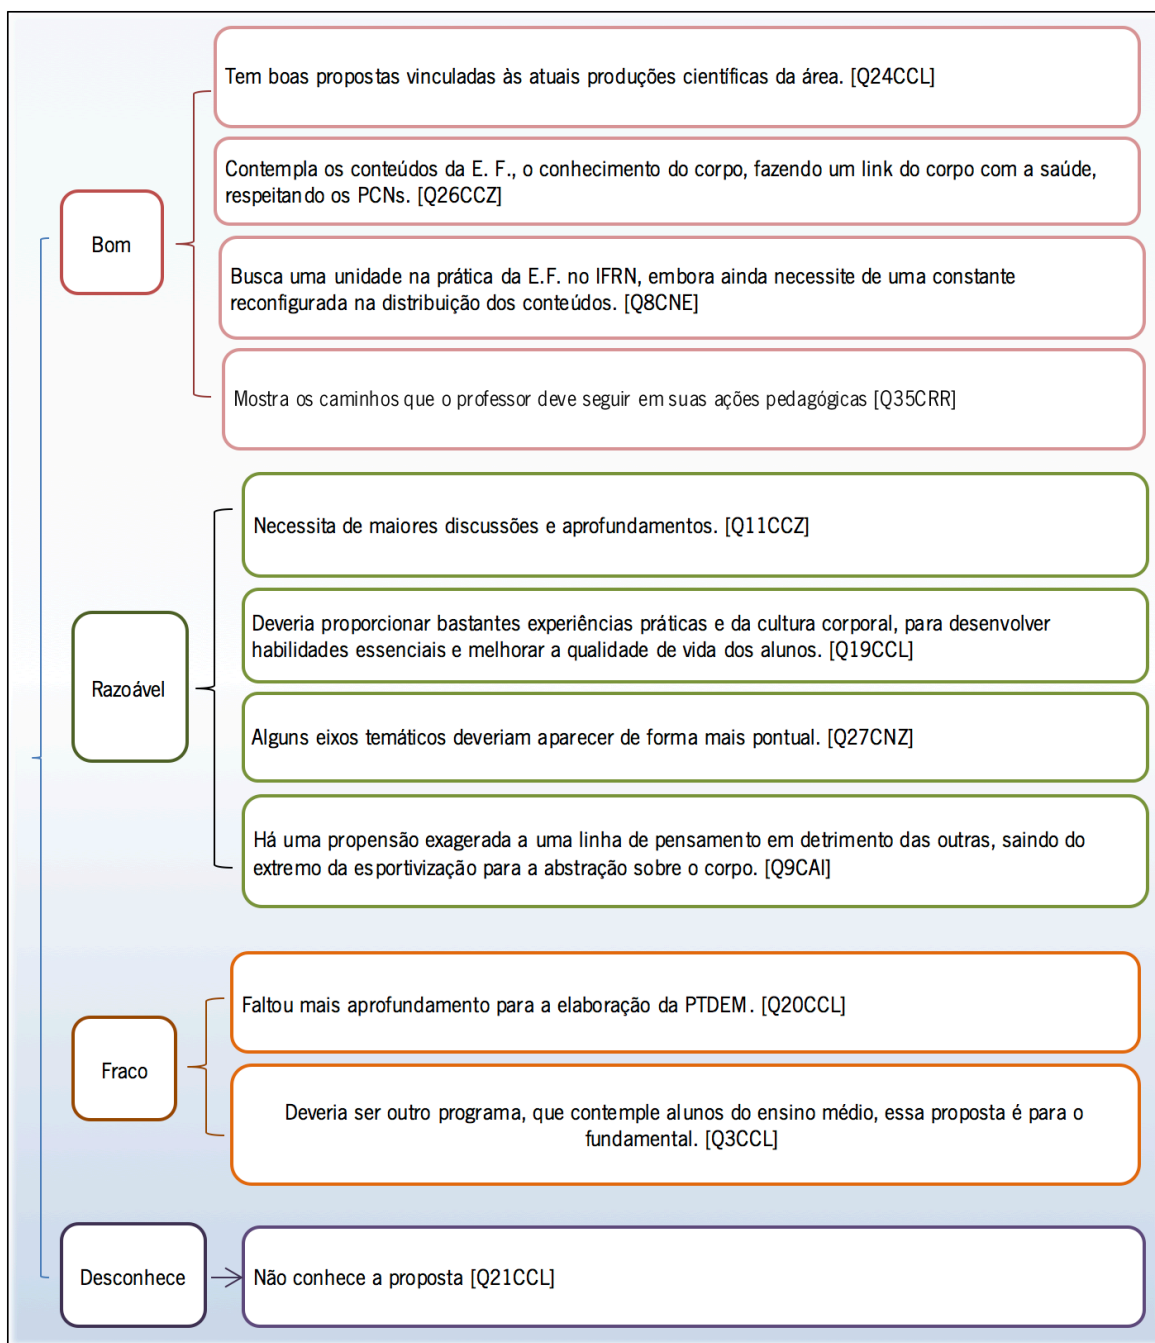 Bom
Tem boas propostas vinculadas às atuais produções científicas da área. [Q24CCL]
Contempla os conteúdos da E. F., o conhecimento do corpo, fazendo um link do corpo com a saúde,
respeitando os PCNs. [Q26CCZ]
Busca uma unidade na prática da E.F. no IFRN, embora ainda necessite de uma constante
reconfigurada na distribuição dos conteúdos. [Q8CNE]
Mostra os caminhos que o professor deve seguir em suas ações pedagógicas [Q35CRR]
Razoável
Necessita de maiores discussões e aprofundamentos. [Q11CCZ]
Deveria proporcionar bastantes experiências práticas e da cultura corporal, para desenvolver
habilidades essenciais e melhorar a qualidade de vida dos alunos. [Q19CCL]
Alguns eixos temáticos deveriam aparecer de forma mais pontual. [Q27CNZ]
Há uma propensão exagerada a uma linha de pensamento em detrimento das outras, saindo do
extremo da esportivização para a abstração sobre o corpo. [Q9CAI]
Fraco
Faltou mais aprofundamento para a elaboração da PTDEM. [Q20CCL]
Deveria ser outro programa, que contemple alunos do ensino médio, essa proposta é para o
fundamental. [Q3CCL]
Desconhece
Não conhece a proposta [Q21CCL]